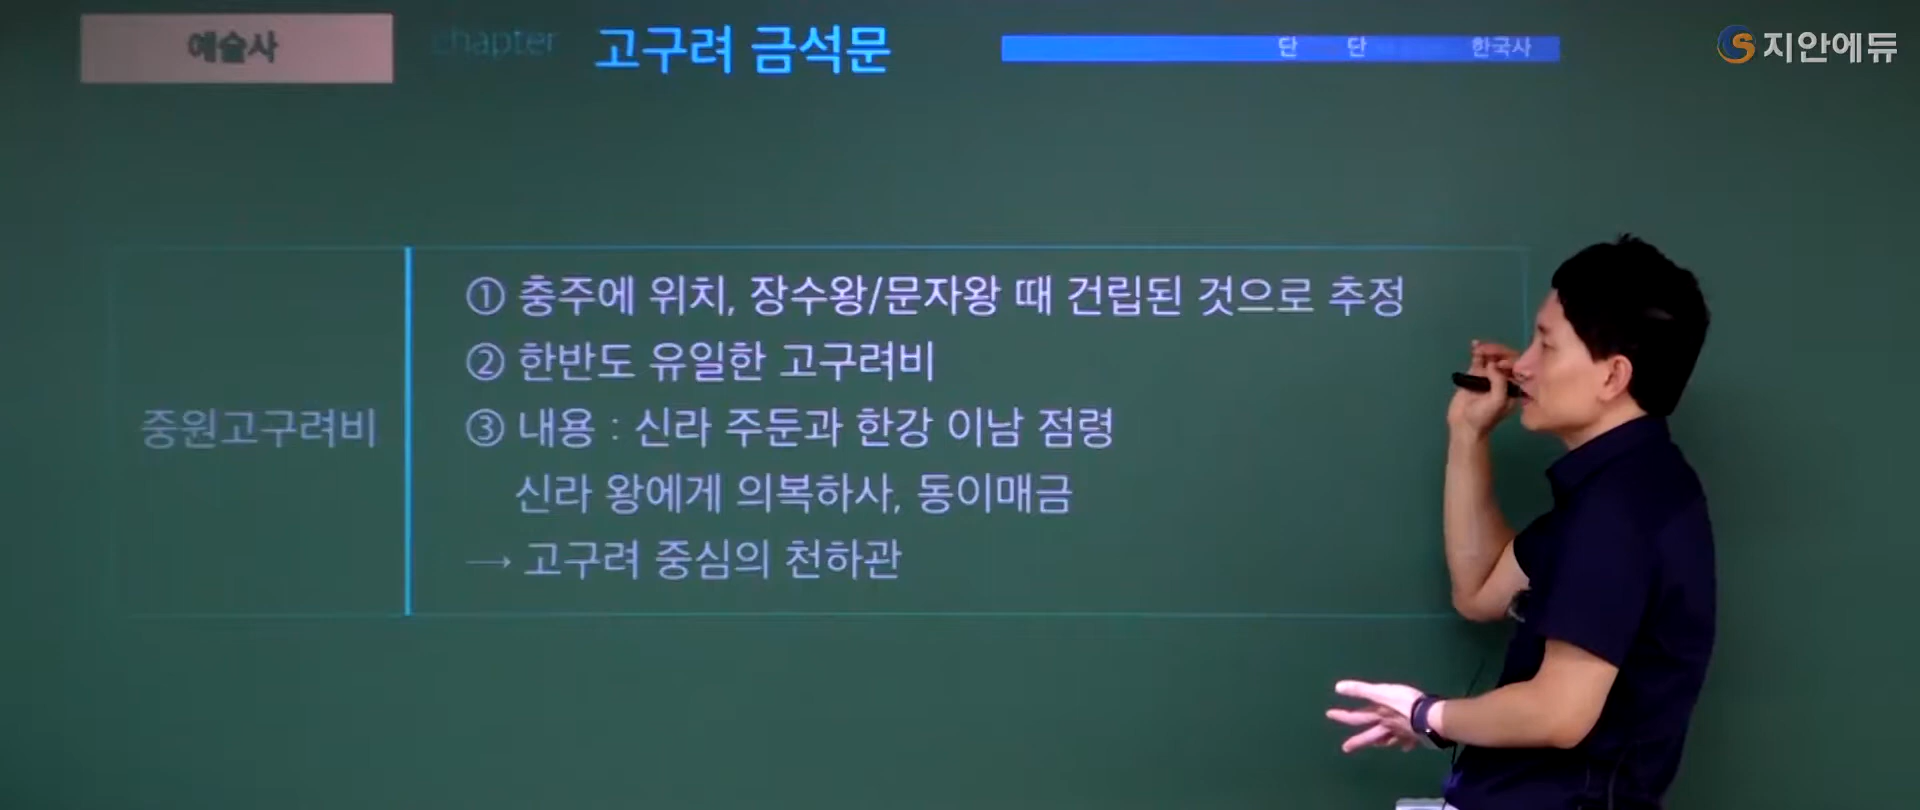 예술사
chapter 고구려 금석문
단 단 한국사
지안에듀
중원고구려비
① 충주에 위치, 장수왕/문자왕 때 건립된 것으로 추정
② 한반도 유일한 고구려비
③ 내용 : 신라 주둔과 한강 이남 점령
신라 왕에게 의복하사, 동이매금
→ 고구려 중심의 천하관